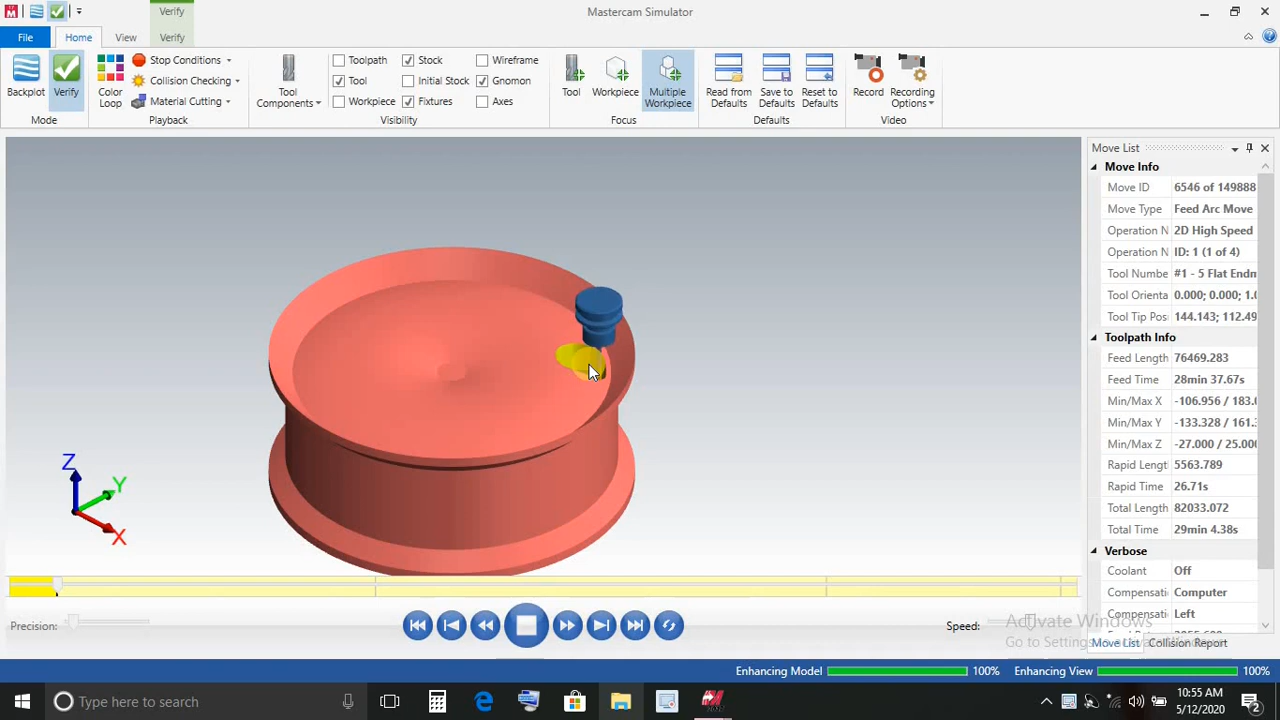 Verify
Mastercam Simulator
File
Home
View
Verify
Backplot
Verify
Mode
Color Loop
Stop Conditions
Collision Checking
Material Cutting
Playback
Tool Components
Toolpath
Tool
Workpiece
Stock
Initial Stock
Fixtures
Wireframe
Gnomon
Axes
Visibility
Tool
Workpiece
Multiple Workpiece
Focus
Read from Defaults
Save to Defaults
Reset to Defaults
Defaults
Record
Recording Options
Video
Move List
Move Info
Move ID 6546 of 149888
Move Type Feed Arc Move
Operation N 2D High Speed
Operation N ID: 1 (1 of 4)
Tool Numbe #1 - 5 Flat Endm
Tool Orienta 0.000; 0.000; 1.0
Tool Tip Pos 144.143; 112.49
Toolpath Info
Feed Length 76469.283
Feed Time 28min 37.67s
Min/Max X -106.956 / 183.0
Min/Max Y -133.328 / 161.3
Min/Max Z -27.000 / 25.000
Rapid Length 5563.789
Rapid Time 26.71s
Total Length 82033.072
Total Time 29min 4.38s
Verbose
Coolant Off
Compensatio Computer
Compensati Left
Z
Y
X
Precision:
Speed:
Activate Windows
Go to Settings to activate Windows.
Move List
Collision Report
Enhancing Model 100%
Enhancing View 100%
Type here to search
10:55 AM
5/12/2020
2